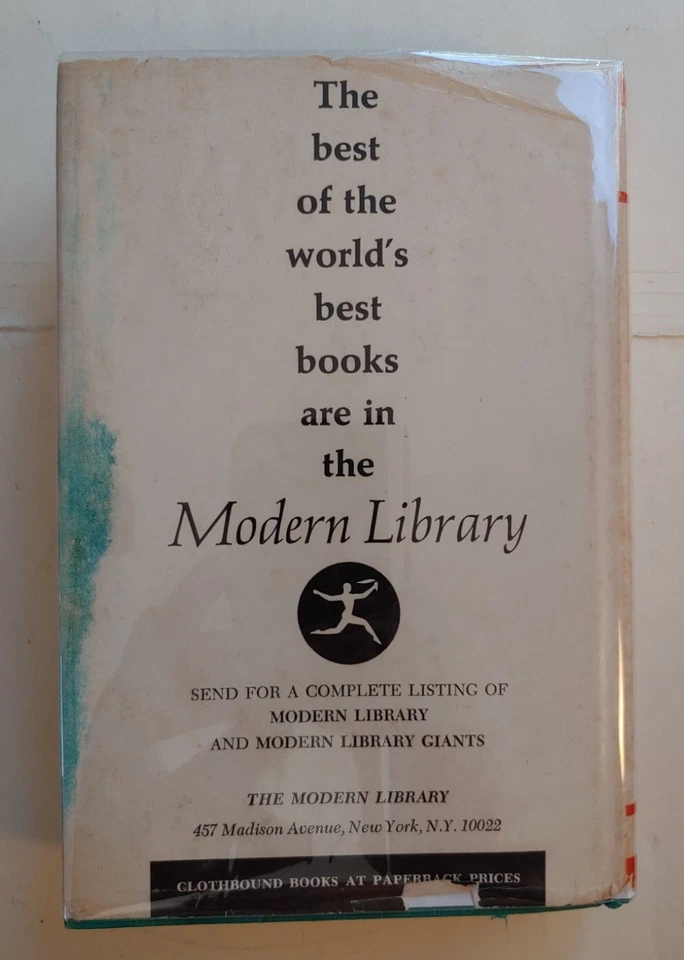 The
best
of the
world's
best
books
are in
the
Modern Library
SEND FOR A COMPLETE LISTING OF
MODERN LIBRARY
AND MODERN LIBRARY GIANTS
THE MODERN LIBRARY
457 Madison Avenue, New York, N.Y. 10022
CLOTHBOUND BOOKS AT PAPERBACK PRICES